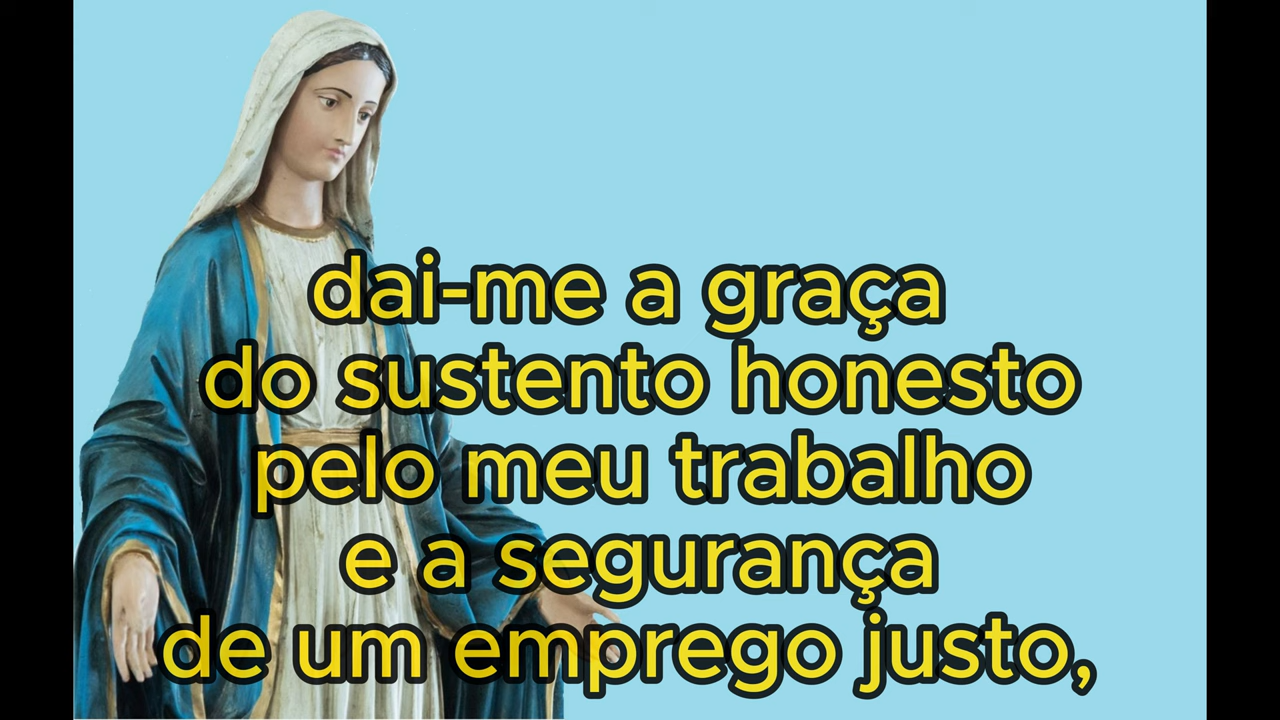 dai-me a graça
do sustento honesto
pelo meu trabalho
e a segurança
de um emprego justo,